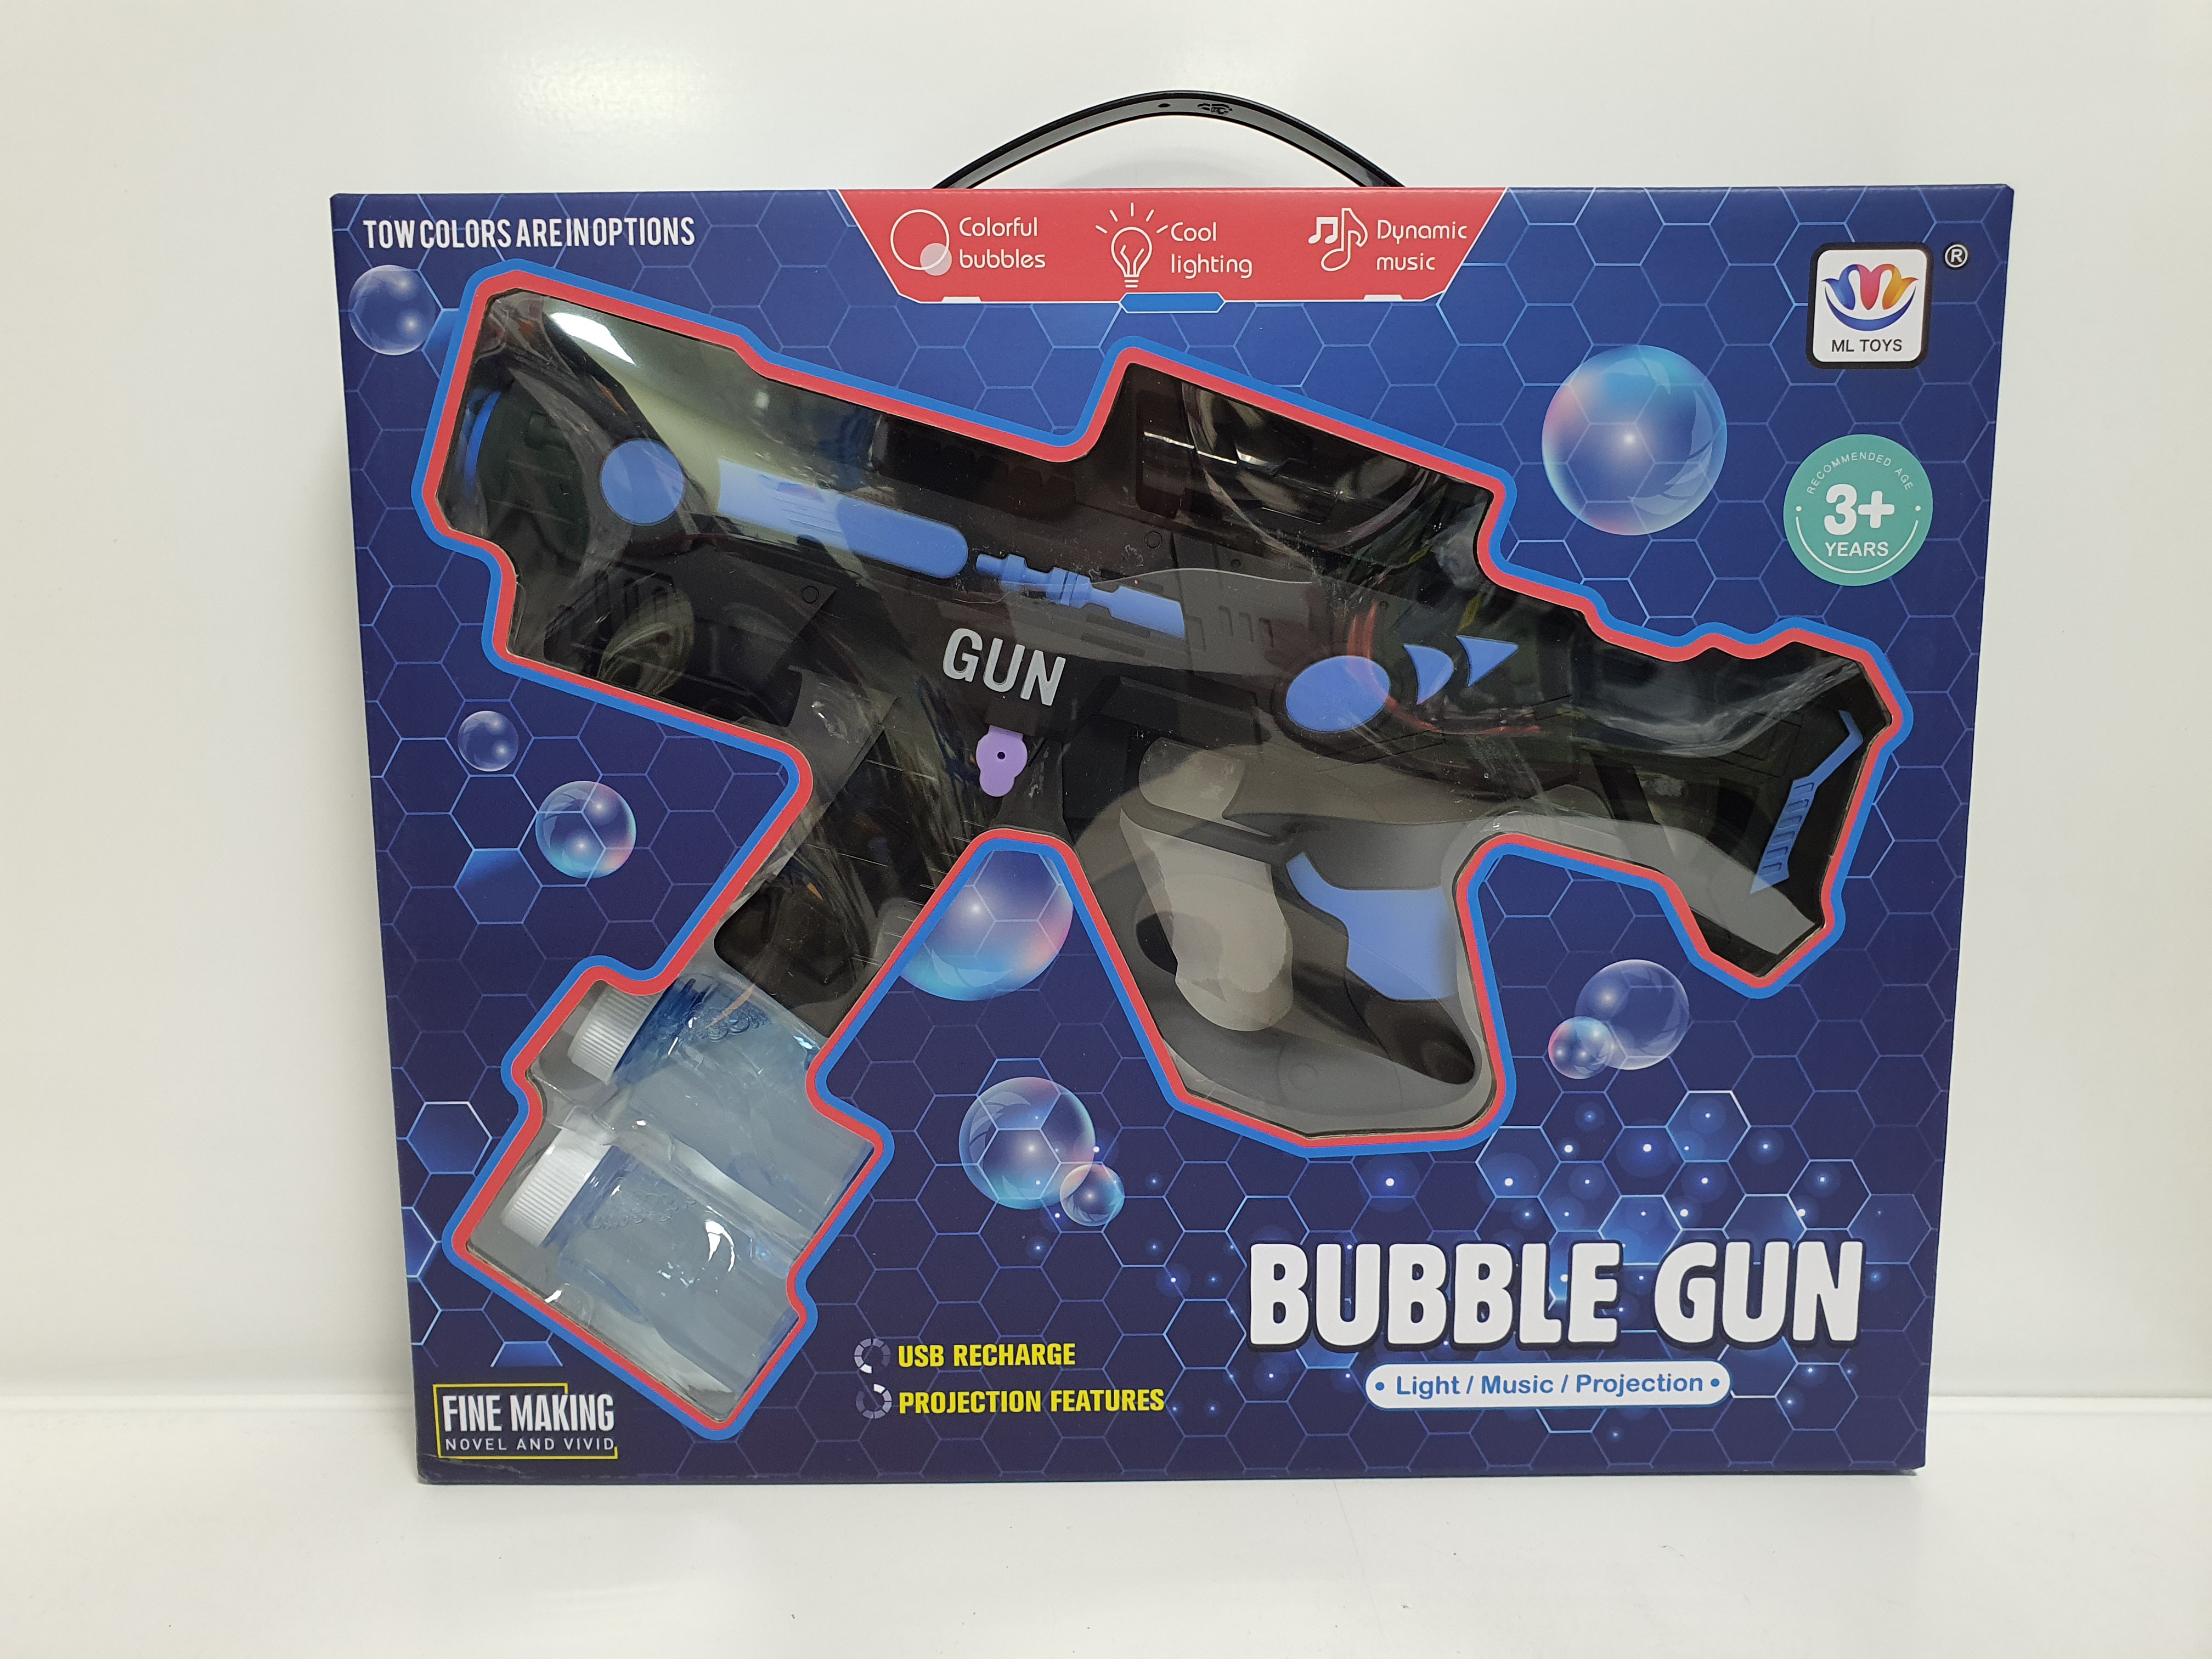 TOW COLORS ARE IN OPTIONS
Colorful
bubbles
Cool
lighting
Dynamic
music
®
ML TOYS
RECOMMENDED AGE
3+
YEARS
GUN
BUBBLE GUN
• Light / Music / Projection •
USB RECHARGE
PROJECTION FEATURES
FINE MAKING
NOVEL AND VIVID